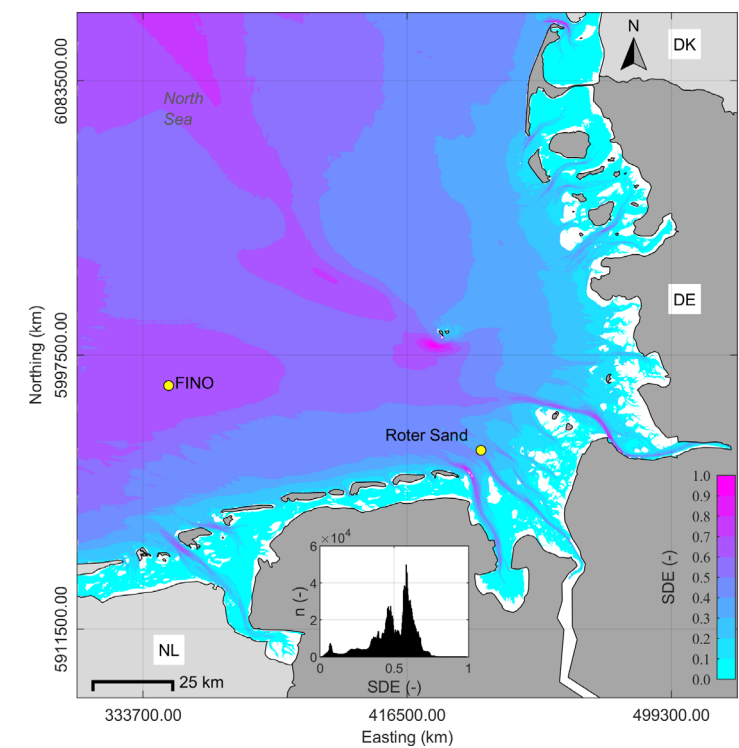 N
DK
North
Sea
6083500.00
DE
Northing (km)
5997500.00
FINO
Roter Sand
1.0
0.9
0.8
0.7
0.6
0.5
0.4
0.3
0.2
0.1
0.0
SDE (-)
×10⁴
6
4
2
0
n (-)
0
0.5
1
SDE (-)
5911500.00
NL
25 km
333700.00
416500.00
499300.00
Easting (km)